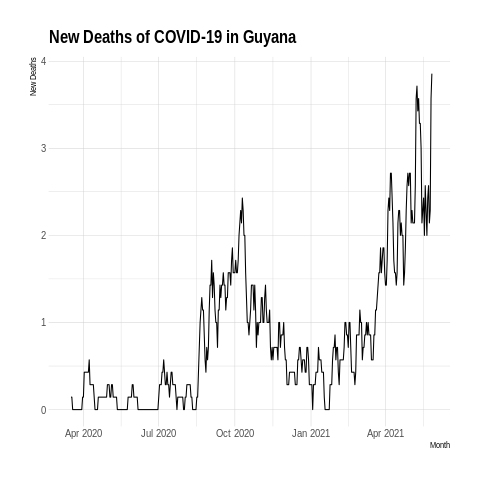 New Deaths of COVID-19 in Guyana
New Deaths
4
3
2
1
0
Apr 2020
Jul 2020
Oct 2020
Jan 2021
Apr 2021
Month